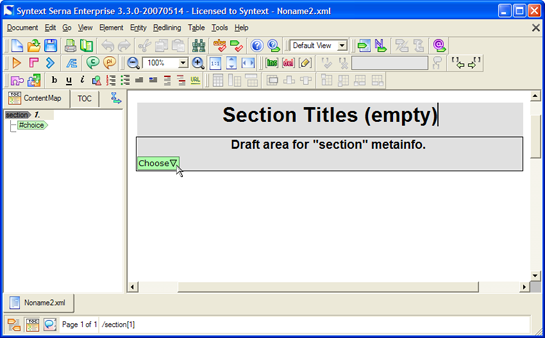 Syntext Serna Enterprise 3.3.0-20070514 - Licensed to Syntext - Noname2.xml
Document Edit Go View Element Entity Redlining Table Tools Help
Default View
100%
b u i URL
ContentMap TOC
section 1.
#choice
Section Titles (empty)
Draft area for "section" metainfo.
Choose
Noname2.xml
Page 1 of 1 /section[1]